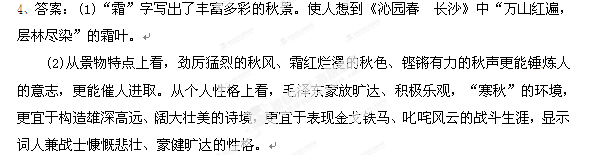 4、答案：(1)“霜”字写出了丰富多彩的秋景。使人想到《沁园春　长沙》中“万山红遍，
层林尽染”的霜叶。
(2)从景物特点上看，劲厉猛烈的秋风、霜红烂漫的秋色、铿锵有力的秋声更能锤炼人
的意志，更能催人进取。从个人性格上看，毛泽东豪放旷达、积极乐观，“寒秋”的环境，
更宜于构造雄深高远、阔大壮美的诗境，更宜于表现金戈铁马、叱咤风云的战斗生涯，显示
词人兼战士慷慨悲壮、豪健旷达的性格。